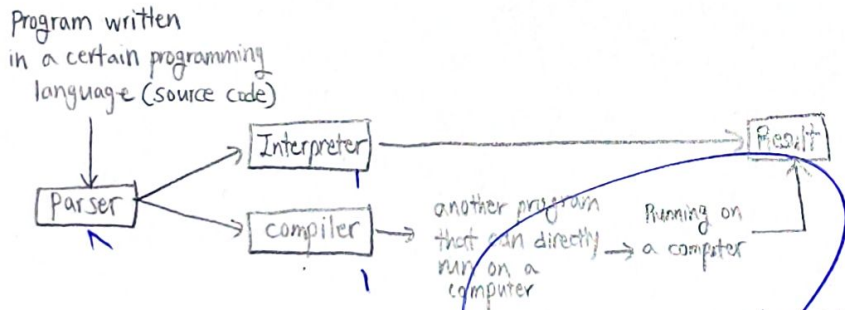 Program written
in a certain programming
language (source code)
Interpreter
Result
Parser
compiler
another program
that can directly
run on a
computer
Running on
a computer